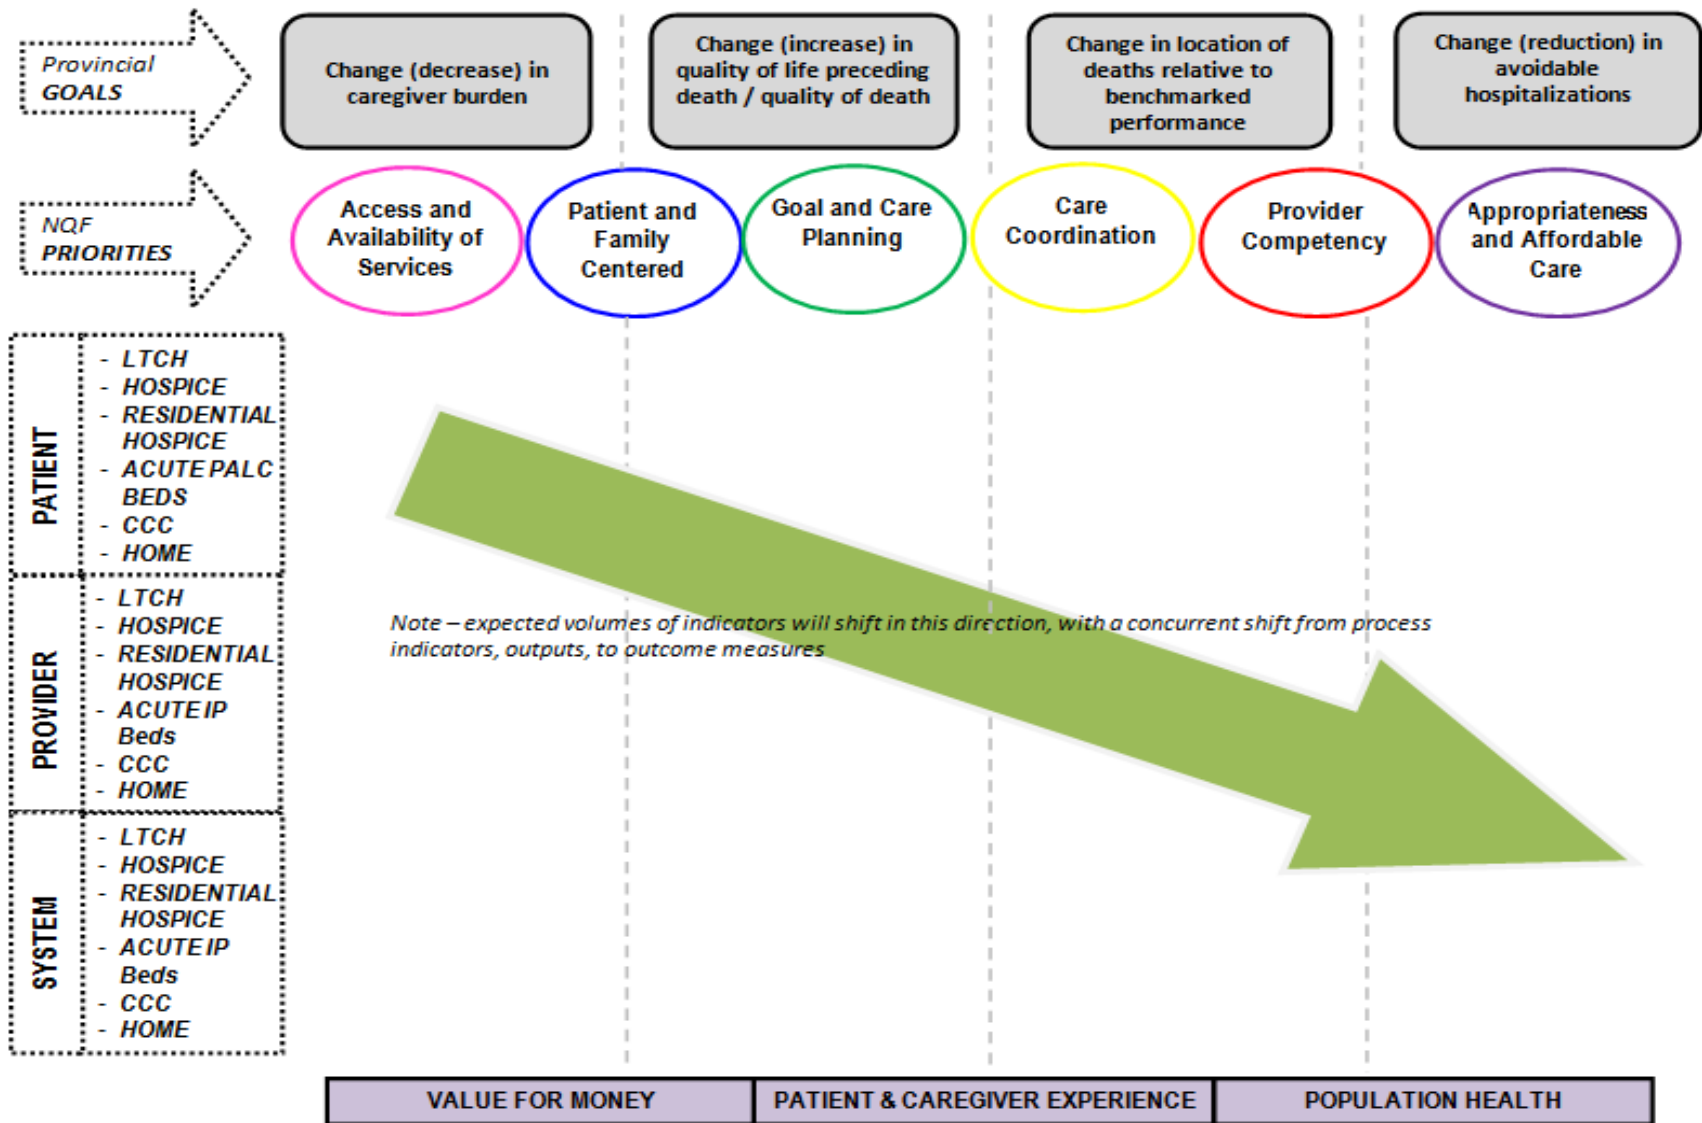 Provincial
GOALS
Change (decrease) in
caregiver burden
Change (increase) in
quality of life preceding
death / quality of death
Change in location of
deaths relative to
benchmarked
performance
Change (reduction) in
avoidable
hospitalizations
NQF
PRIORITIES
Access and
Availability of
Services
Patient and
Family
Centered
Goal and Care
Planning
Care
Coordination
Provider
Competency
Appropriateness
and Affordable
Care
PATIENT
- LTCH
- HOSPICE
- RESIDENTIAL
HOSPICE
- ACUTE PALC
BEDS
- CCC
- HOME
PROVIDER
- LTCH
- HOSPICE
- RESIDENTIAL
HOSPICE
- ACUTE IP
Beds
- CCC
- HOME
SYSTEM
- LTCH
- HOSPICE
- RESIDENTIAL
HOSPICE
- ACUTE IP
Beds
- CCC
- HOME
Note – expected volumes of indicators will shift in this direction, with a concurrent shift from process
indicators, outputs, to outcome measures
VALUE FOR MONEY
PATIENT & CAREGIVER EXPERIENCE
POPULATION HEALTH